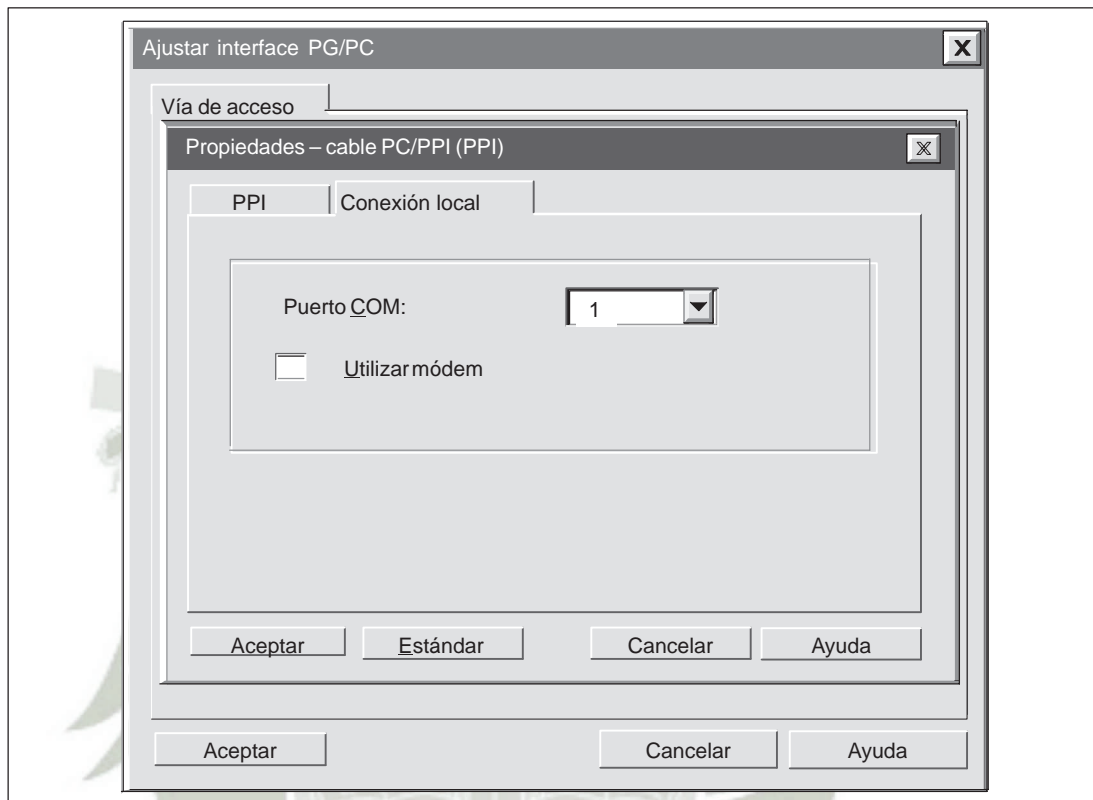 Ajustar interface PG/PC
X
Vía de acceso
Propiedades – cable PC/PPI (PPI)
X
PPI Conexión local
Puerto COM: 1
Utilizar módem
Aceptar Estándar Cancelar Ayuda
Aceptar Cancelar Ayuda